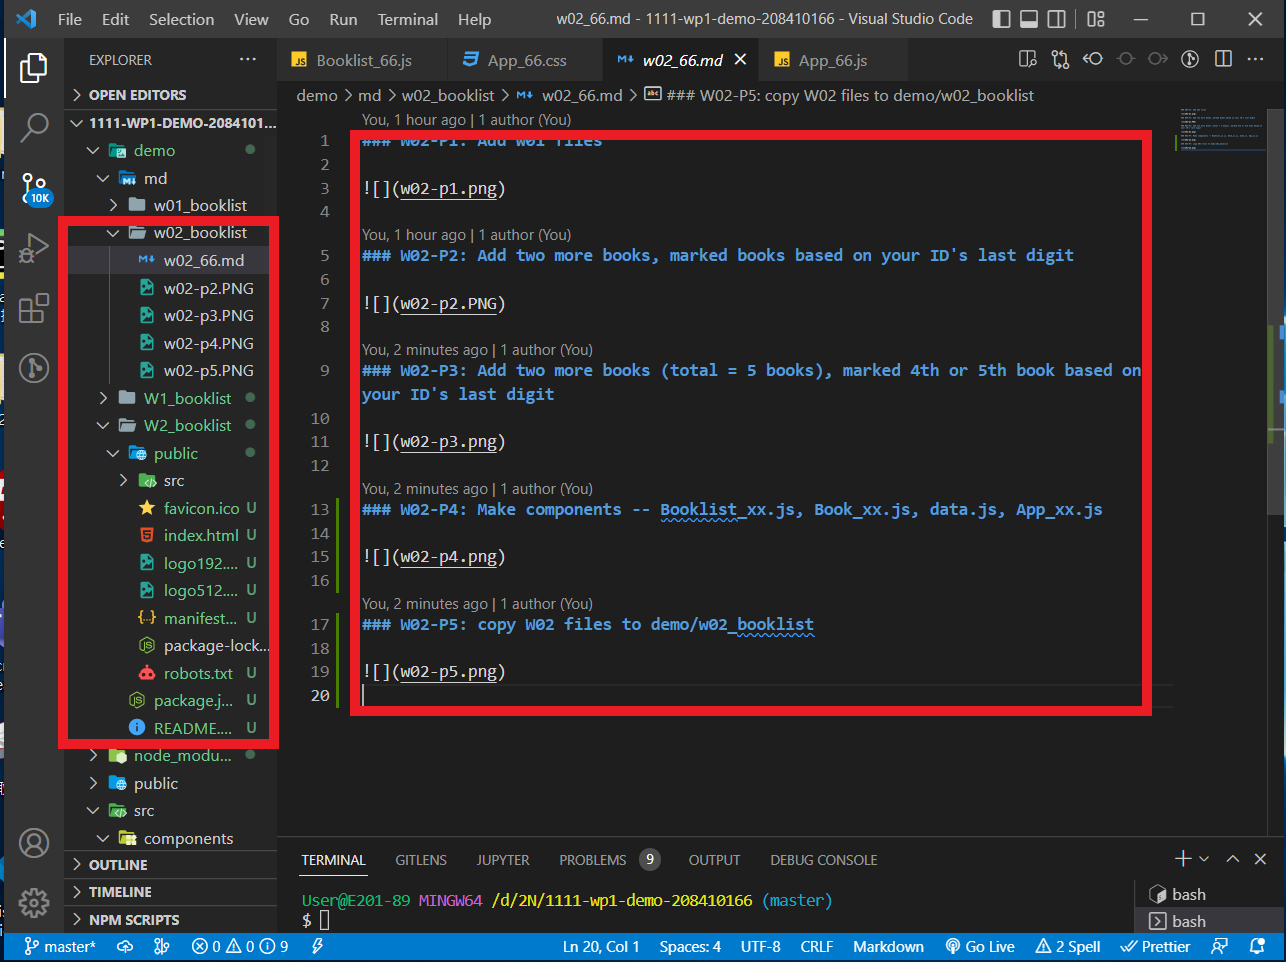 File Edit Selection View Go Run Terminal Help w02_66.md - 1111-wp1-demo-208410166 - Visual Studio Code
EXPLORER
Booklist_66.js
App_66.css
w02_66.md
App_66.js
demo > md > w02_booklist > w02_66.md > ### W02-P5: copy W02 files to demo/w02_booklist
OPEN EDITORS
1111-WP1-DEMO-2084101...
demo
md
w01_booklist
w02_booklist
w02_66.md
w02-p2.PNG
w02-p3.PNG
w02-p4.PNG
w02-p5.PNG
W1_booklist
W2_booklist
public
src
favicon.ico U
index.html U
logo192.... U
logo512.... U
manifest... U
package-lock...
robots.txt U
package.j... U
README.... U
node_modu...
public
src
components
OUTLINE
TIMELINE
NPM SCRIPTS
10K
You, 1 hour ago | 1 author (You)
1 ### W02-P1: Add W01 files
2
3 ![](w02-p1.png)
4
You, 1 hour ago | 1 author (You)
5 ### W02-P2: Add two more books, marked books based on your ID's last digit
6
7 ![](w02-p2.PNG)
8
You, 2 minutes ago | 1 author (You)
9 ### W02-P3: Add two more books (total = 5 books), marked 4th or 5th book based on
your ID's last digit
10
11 ![](w02-p3.png)
12
You, 2 minutes ago | 1 author (You)
13 ### W02-P4: Make components -- Booklist_xx.js, Book_xx.js, data.js, App_xx.js
14
15 ![](w02-p4.png)
16
You, 2 minutes ago | 1 author (You)
17 ### W02-P5: copy W02 files to demo/w02_booklist
18
19 ![](w02-p5.png)
20
TERMINAL GITLENS JUPYTER PROBLEMS 9 OUTPUT DEBUG CONSOLE
User@E201-89 MINGW64 /d/2N/1111-wp1-demo-208410166 (master)
$
bash
bash
master* 0 0 9 Ln 20, Col 1 Spaces: 4 UTF-8 CRLF Markdown Go Live 2 Spell Prettier